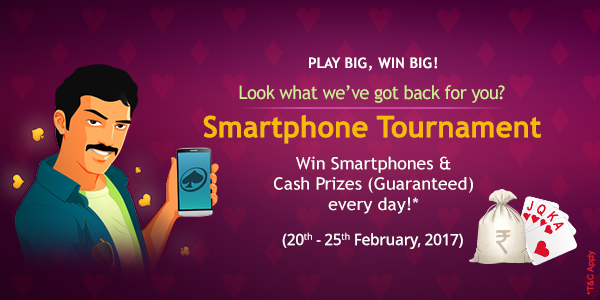 PLAY BIG, WIN BIG!
Look what we've got back for you?
Smartphone Tournament
Win Smartphones &
Cash Prizes (Guaranteed)
every day!*
(20th - 25th February, 2017)
₹
J Q K A
*T&C Apply